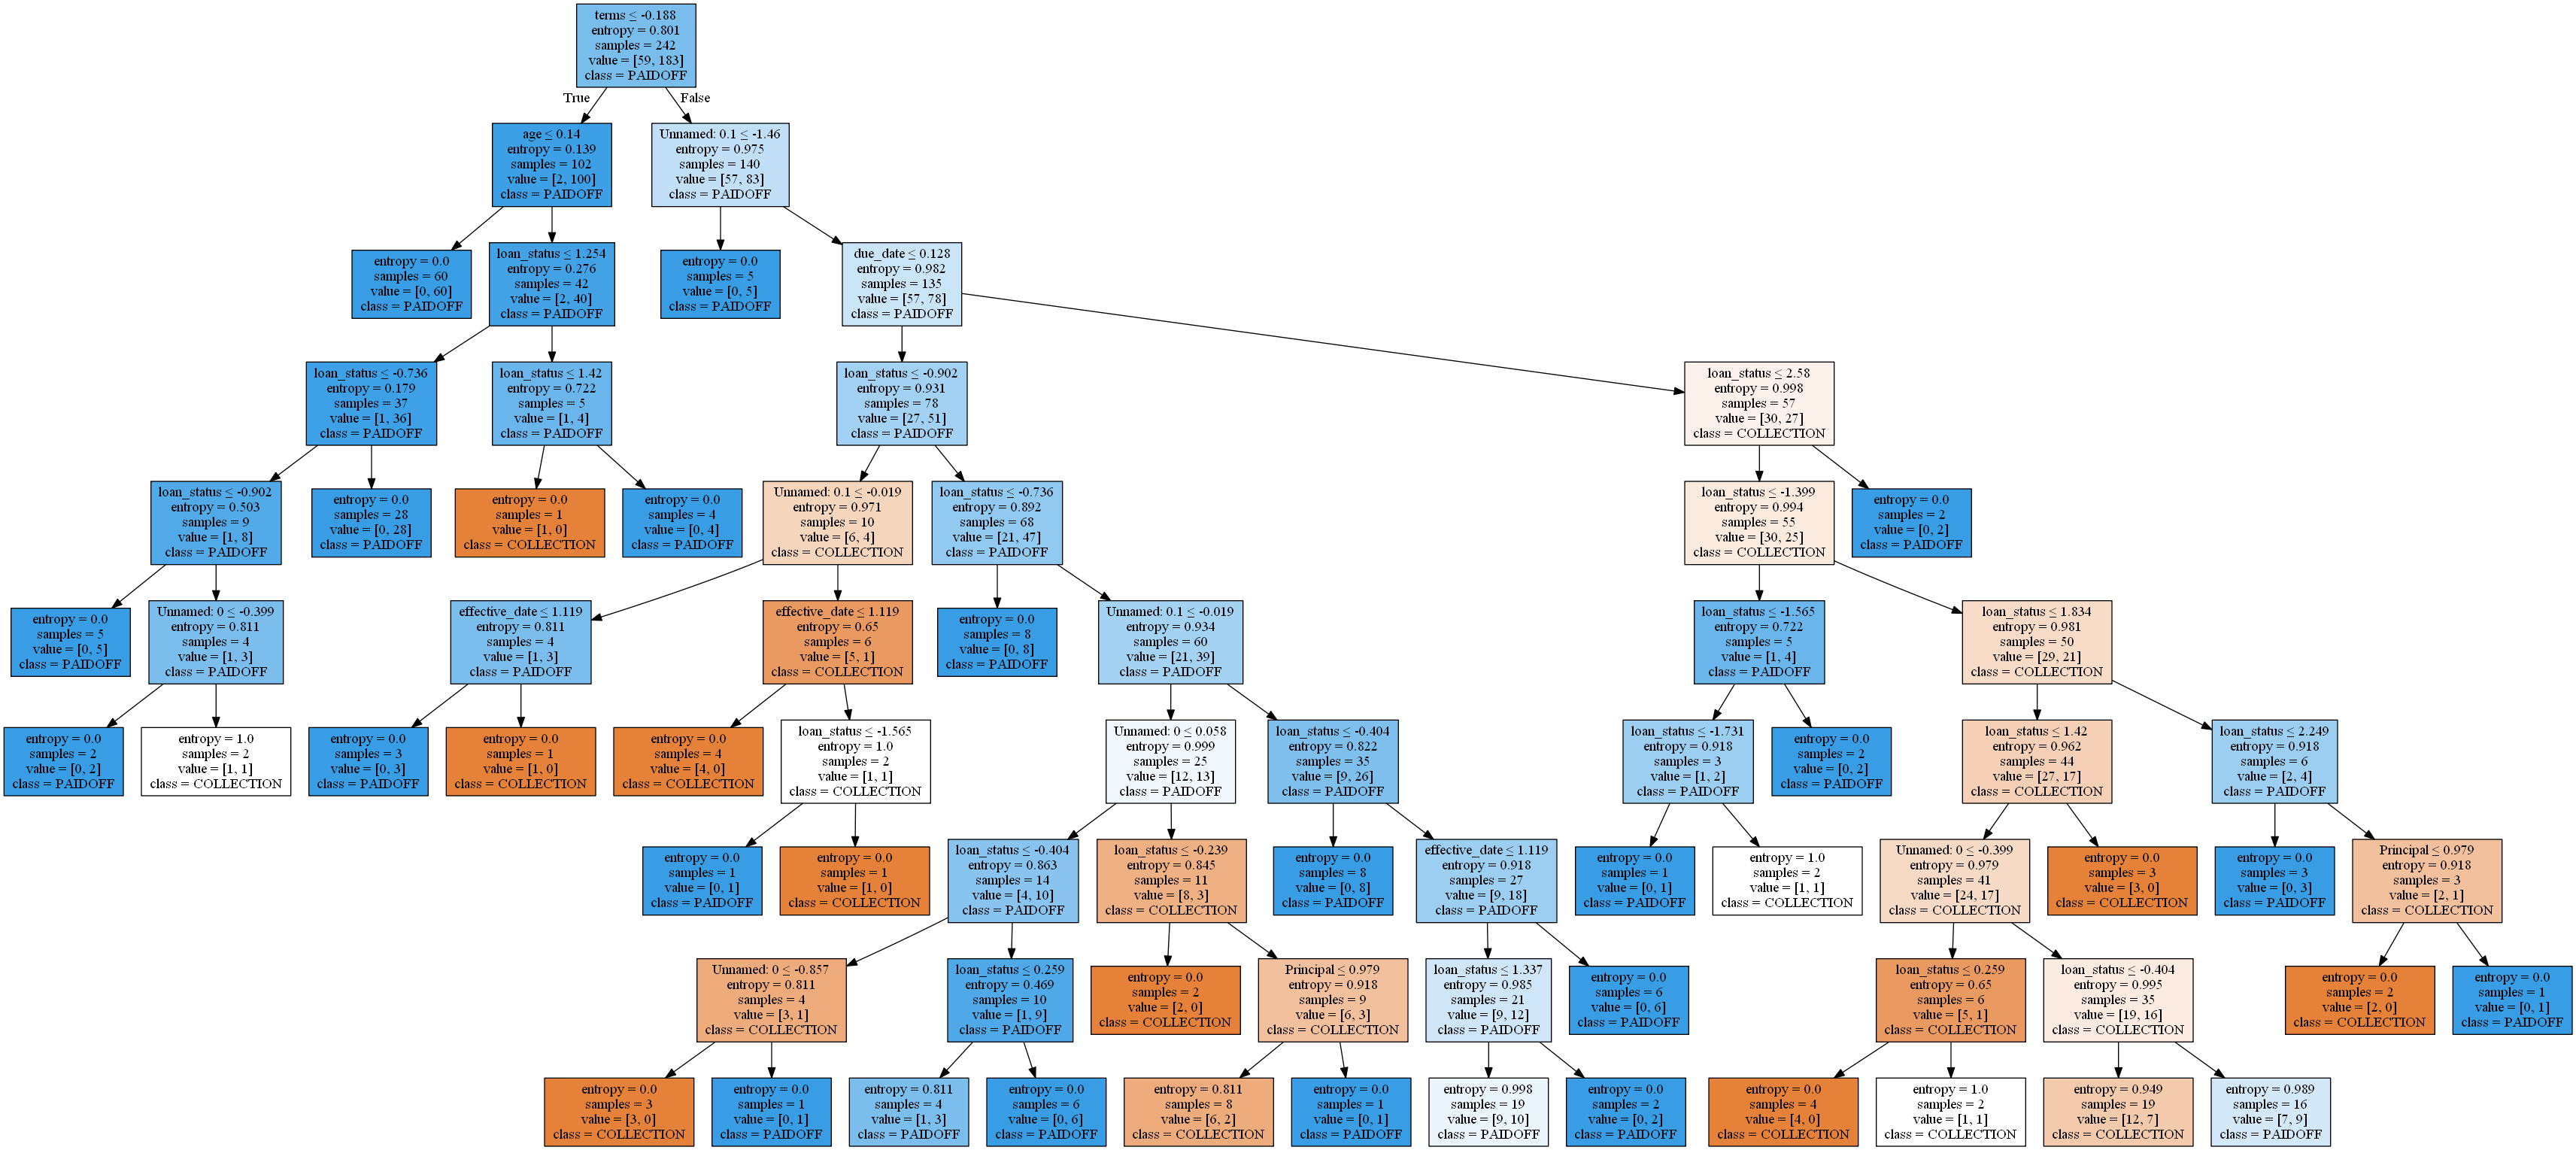 terms ≤ -0.188
entropy = 0.801
samples = 242
value = [59, 183]
class = PAIDOFF
True
False
age ≤ 0.14
entropy = 0.139
samples = 102
value = [2, 100]
class = PAIDOFF
Unnamed: 0.1 ≤ -1.46
entropy = 0.975
samples = 140
value = [57, 83]
class = PAIDOFF
entropy = 0.0
samples = 60
value = [0, 60]
class = PAIDOFF
loan_status ≤ 1.254
entropy = 0.276
samples = 42
value = [2, 40]
class = PAIDOFF
entropy = 0.0
samples = 5
value = [0, 5]
class = PAIDOFF
due_date ≤ 0.128
entropy = 0.982
samples = 135
value = [57, 78]
class = PAIDOFF
loan_status ≤ -0.736
entropy = 0.179
samples = 37
value = [1, 36]
class = PAIDOFF
loan_status ≤ 1.42
entropy = 0.722
samples = 5
value = [1, 4]
class = PAIDOFF
loan_status ≤ -0.902
entropy = 0.931
samples = 78
value = [27, 51]
class = PAIDOFF
loan_status ≤ 2.58
entropy = 0.998
samples = 57
value = [30, 27]
class = COLLECTION
loan_status ≤ -0.902
entropy = 0.503
samples = 9
value = [1, 8]
class = PAIDOFF
entropy = 0.0
samples = 28
value = [0, 28]
class = PAIDOFF
entropy = 0.0
samples = 1
value = [1, 0]
class = COLLECTION
entropy = 0.0
samples = 4
value = [0, 4]
class = PAIDOFF
Unnamed: 0.1 ≤ -0.019
entropy = 0.971
samples = 10
value = [6, 4]
class = COLLECTION
loan_status ≤ -0.736
entropy = 0.892
samples = 68
value = [21, 47]
class = PAIDOFF
loan_status ≤ -1.399
entropy = 0.994
samples = 55
value = [30, 25]
class = COLLECTION
entropy = 0.0
samples = 2
value = [0, 2]
class = PAIDOFF
entropy = 0.0
samples = 5
value = [0, 5]
class = PAIDOFF
Unnamed: 0 ≤ -0.399
entropy = 0.811
samples = 4
value = [1, 3]
class = PAIDOFF
effective_date ≤ 1.119
entropy = 0.811
samples = 4
value = [1, 3]
class = PAIDOFF
effective_date ≤ 1.119
entropy = 0.65
samples = 6
value = [5, 1]
class = COLLECTION
entropy = 0.0
samples = 8
value = [0, 8]
class = PAIDOFF
Unnamed: 0.1 ≤ -0.019
entropy = 0.934
samples = 60
value = [21, 39]
class = PAIDOFF
loan_status ≤ -1.565
entropy = 0.722
samples = 5
value = [1, 4]
class = PAIDOFF
loan_status ≤ 1.834
entropy = 0.981
samples = 50
value = [29, 21]
class = COLLECTION
entropy = 0.0
samples = 2
value = [0, 2]
class = PAIDOFF
entropy = 1.0
samples = 2
value = [1, 1]
class = COLLECTION
entropy = 0.0
samples = 3
value = [0, 3]
class = PAIDOFF
entropy = 0.0
samples = 1
value = [1, 0]
class = COLLECTION
entropy = 0.0
samples = 4
value = [4, 0]
class = COLLECTION
loan_status ≤ -1.565
entropy = 1.0
samples = 2
value = [1, 1]
class = COLLECTION
Unnamed: 0 ≤ 0.058
entropy = 0.999
samples = 25
value = [12, 13]
class = PAIDOFF
loan_status ≤ -0.404
entropy = 0.822
samples = 35
value = [9, 26]
class = PAIDOFF
loan_status ≤ -1.731
entropy = 0.918
samples = 3
value = [1, 2]
class = PAIDOFF
entropy = 0.0
samples = 2
value = [0, 2]
class = PAIDOFF
loan_status ≤ 1.42
entropy = 0.962
samples = 44
value = [27, 17]
class = COLLECTION
loan_status ≤ 2.249
entropy = 0.918
samples = 6
value = [2, 4]
class = PAIDOFF
entropy = 0.0
samples = 1
value = [0, 1]
class = PAIDOFF
entropy = 0.0
samples = 1
value = [1, 0]
class = COLLECTION
loan_status ≤ -0.404
entropy = 0.863
samples = 14
value = [4, 10]
class = PAIDOFF
loan_status ≤ -0.239
entropy = 0.845
samples = 11
value = [8, 3]
class = COLLECTION
entropy = 0.0
samples = 8
value = [0, 8]
class = PAIDOFF
effective_date ≤ 1.119
entropy = 0.918
samples = 27
value = [9, 18]
class = PAIDOFF
entropy = 0.0
samples = 1
value = [0, 1]
class = PAIDOFF
entropy = 1.0
samples = 2
value = [1, 1]
class = COLLECTION
Unnamed: 0 ≤ -0.399
entropy = 0.979
samples = 41
value = [24, 17]
class = COLLECTION
entropy = 0.0
samples = 3
value = [3, 0]
class = COLLECTION
entropy = 0.0
samples = 3
value = [0, 3]
class = PAIDOFF
Principal ≤ 0.979
entropy = 0.918
samples = 3
value = [2, 1]
class = COLLECTION
Unnamed: 0 ≤ -0.857
entropy = 0.811
samples = 4
value = [3, 1]
class = COLLECTION
loan_status ≤ 0.259
entropy = 0.469
samples = 10
value = [1, 9]
class = PAIDOFF
entropy = 0.0
samples = 2
value = [2, 0]
class = COLLECTION
Principal ≤ 0.979
entropy = 0.918
samples = 9
value = [6, 3]
class = COLLECTION
loan_status ≤ 1.337
entropy = 0.985
samples = 21
value = [9, 12]
class = PAIDOFF
entropy = 0.0
samples = 6
value = [0, 6]
class = PAIDOFF
loan_status ≤ 0.259
entropy = 0.65
samples = 6
value = [5, 1]
class = COLLECTION
loan_status ≤ -0.404
entropy = 0.995
samples = 35
value = [19, 16]
class = COLLECTION
entropy = 0.0
samples = 2
value = [2, 0]
class = COLLECTION
entropy = 0.0
samples = 1
value = [0, 1]
class = PAIDOFF
entropy = 0.0
samples = 3
value = [3, 0]
class = COLLECTION
entropy = 0.0
samples = 1
value = [0, 1]
class = PAIDOFF
entropy = 0.811
samples = 4
value = [1, 3]
class = PAIDOFF
entropy = 0.0
samples = 6
value = [0, 6]
class = PAIDOFF
entropy = 0.811
samples = 8
value = [6, 2]
class = COLLECTION
entropy = 0.0
samples = 1
value = [0, 1]
class = PAIDOFF
entropy = 0.998
samples = 19
value = [9, 10]
class = PAIDOFF
entropy = 0.0
samples = 2
value = [0, 2]
class = PAIDOFF
entropy = 0.0
samples = 4
value = [4, 0]
class = COLLECTION
entropy = 1.0
samples = 2
value = [1, 1]
class = COLLECTION
entropy = 0.949
samples = 19
value = [12, 7]
class = COLLECTION
entropy = 0.989
samples = 16
value = [7, 9]
class = PAIDOFF